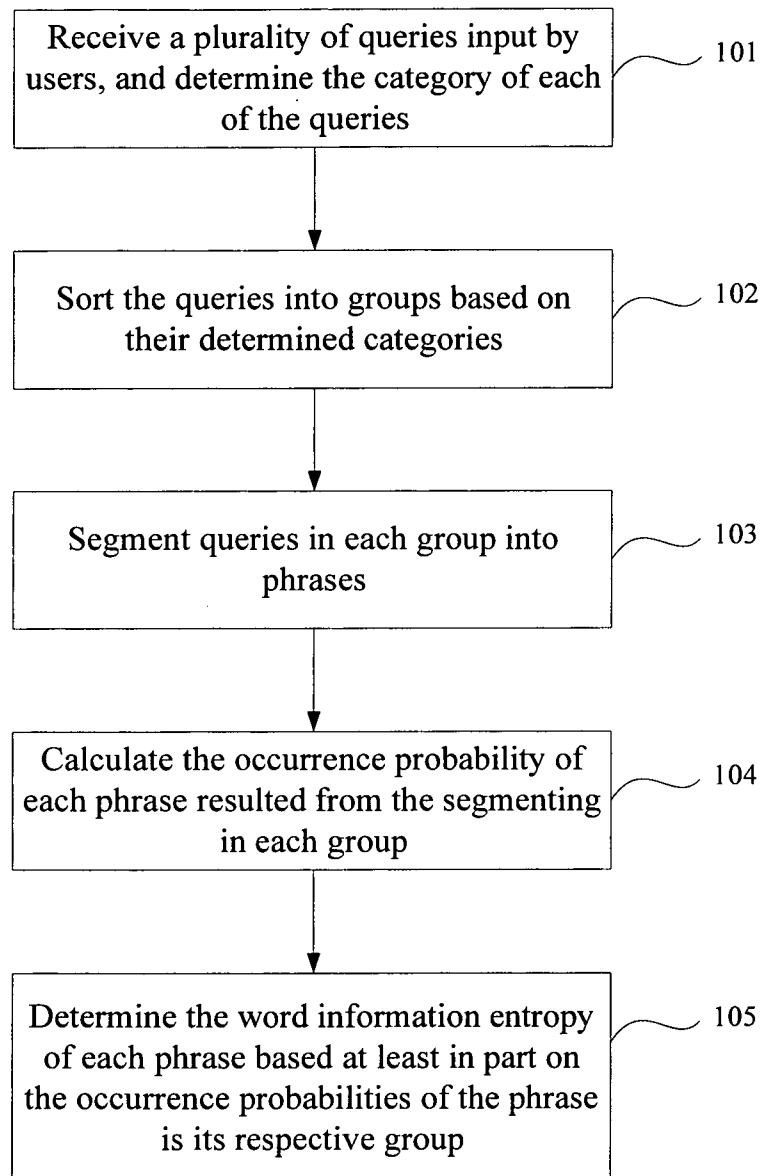 Receive a plurality of queries input by
users, and determine the category of each
of the queries
101
Sort the queries into groups based on
their determined categories
102
Segment queries in each group into
phrases
103
Calculate the occurrence probability of
each phrase resulted from the segmenting
in each group
104
Determine the word information entropy
of each phrase based at least in part on
the occurrence probabilities of the phrase
is its respective group
105